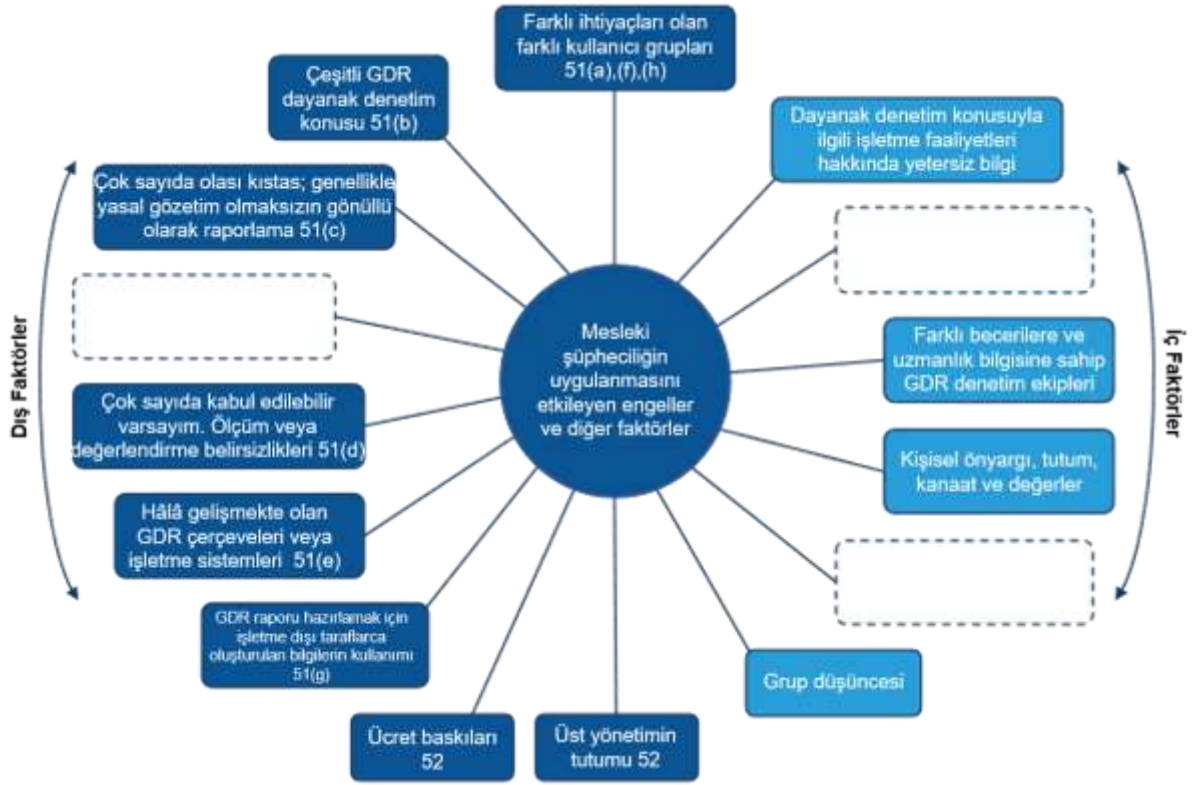 Farklı ihtiyaçları olan
farklı kullanıcı grupları
51(a),(f),(h)
Çeşitli GDR
dayanak denetim
konusu 51(b)
Dayanak denetim konusuyla
ilgili işletme faaliyetleri
hakkında yetersiz bilgi
Çok sayıda olası kıstas; genellikle
yasal gözetim olmaksızın gönüllü
olarak raporlama 51(c)
Dış Faktörler
Mesleki
şüpheciliğin
uygulanmasını
etkileyen engeller
ve diğer faktörler
Farklı becerilere ve
uzmanlık bilgisine sahip
GDR denetim ekipleri
İç Faktörler
Çok sayıda kabul edilebilir
varsayım. Ölçüm veya
değerlendirme belirsizlikleri 51(d)
Kişisel önyargı, tutum,
kanaat ve değerler
Hâlâ gelişmekte olan
GDR çerçeveleri veya
işletme sistemleri 51(e)
GDR raporu hazırlamak için
işletme dışı taraflarca
oluşturulan bilgilerin kullanımı
51(g)
Grup düşüncesi
Ücret baskıları
52
Üst yönetimin
tutumu 52